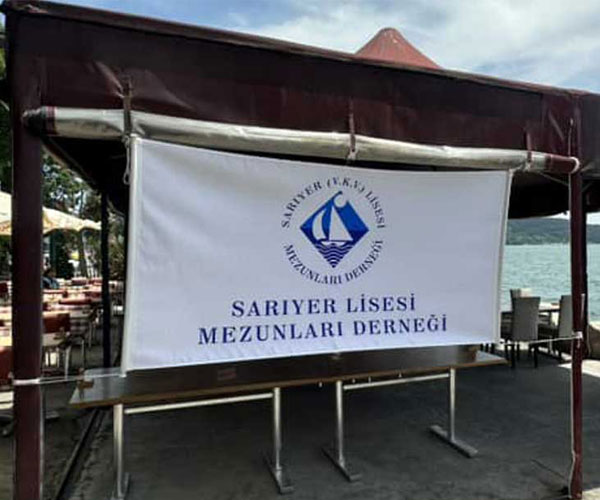 SARIYER (V.K.V.) LİSESİ
MEZUNLARI DERNEĞİ
SARIYER LİSESİ
MEZUNLARI DERNEĞİ